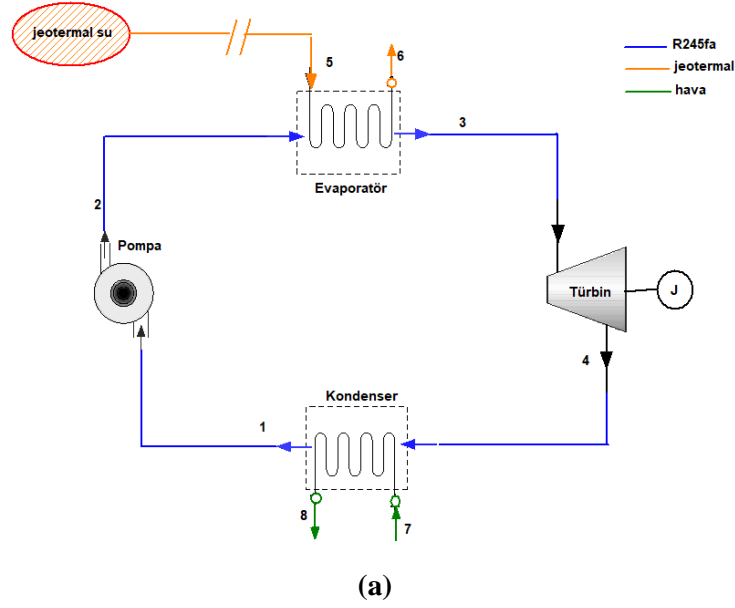 jeotermal su
R245fa
jeotermal
hava
5
6
Evaporatör
3
2
Pompa
Türbin
J
4
Kondenser
1
8
7
(a)